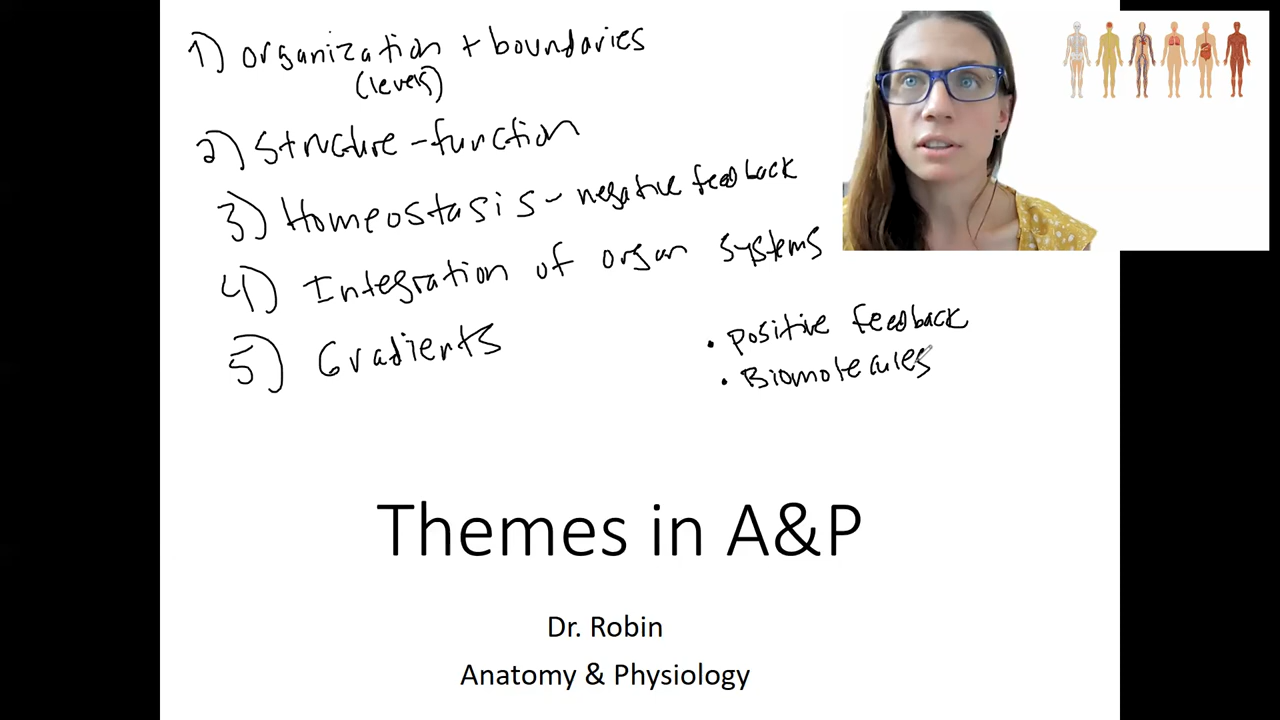 1) organization + boundaries
(levels)
2) Structure - function
3) Homeostasis - negative feedback
4) Integration of organ systems
5) Gradients
• Positive feedback
• Biomolecules
Themes in A&P
Dr. Robin
Anatomy & Physiology